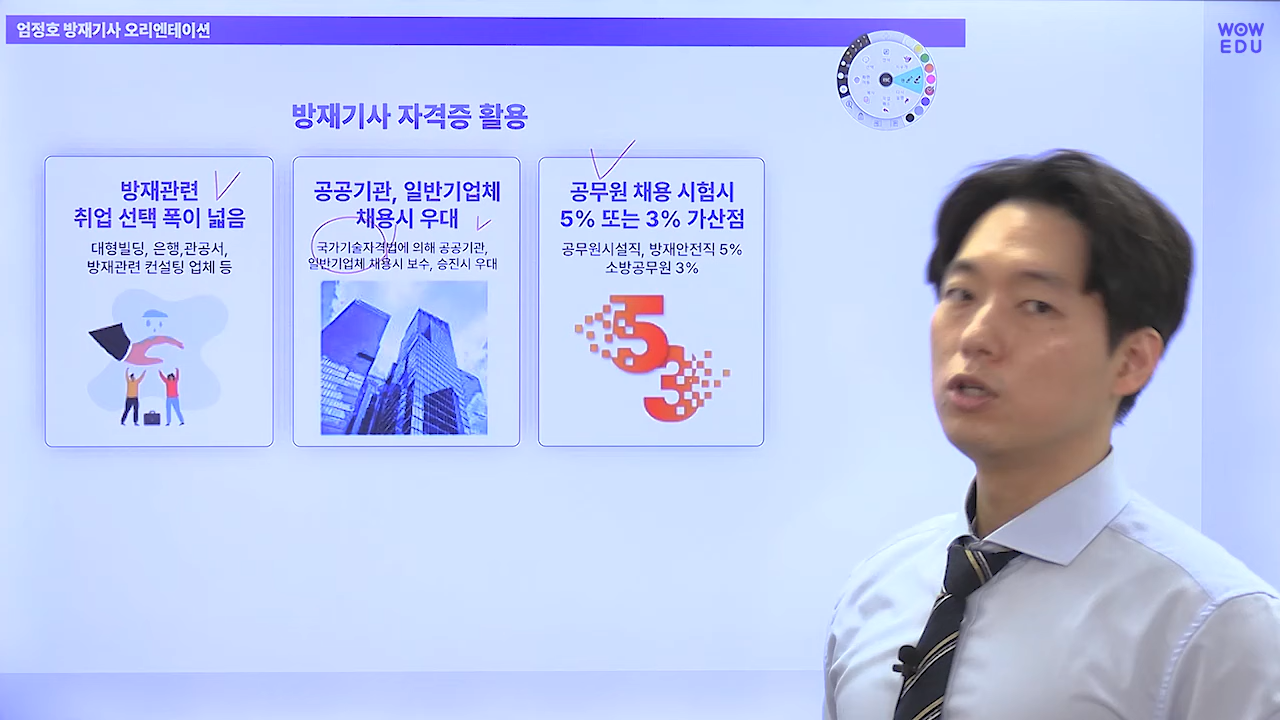 엄정호 방재기사 오리엔테이션
WOW
EDU
방재기사 자격증 활용
방재관련
취업 선택 폭이 넓음
대형빌딩, 은행, 관공서,
방재관련 컨설팅 업체 등
공공기관, 일반기업체
채용시 우대
국가기술자격법에 의해 공공기관,
일반기업체 채용시 보수, 승진시 우대
공무원 채용 시험시
5% 또는 3% 가산점
공무원시설직, 방재안전직 5%
소방공무원 3%
5
3